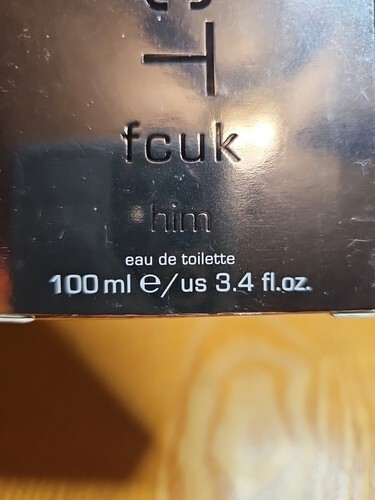 T
fcuk
him
eau de toilette
100 ml e/us 3.4 fl.oz.